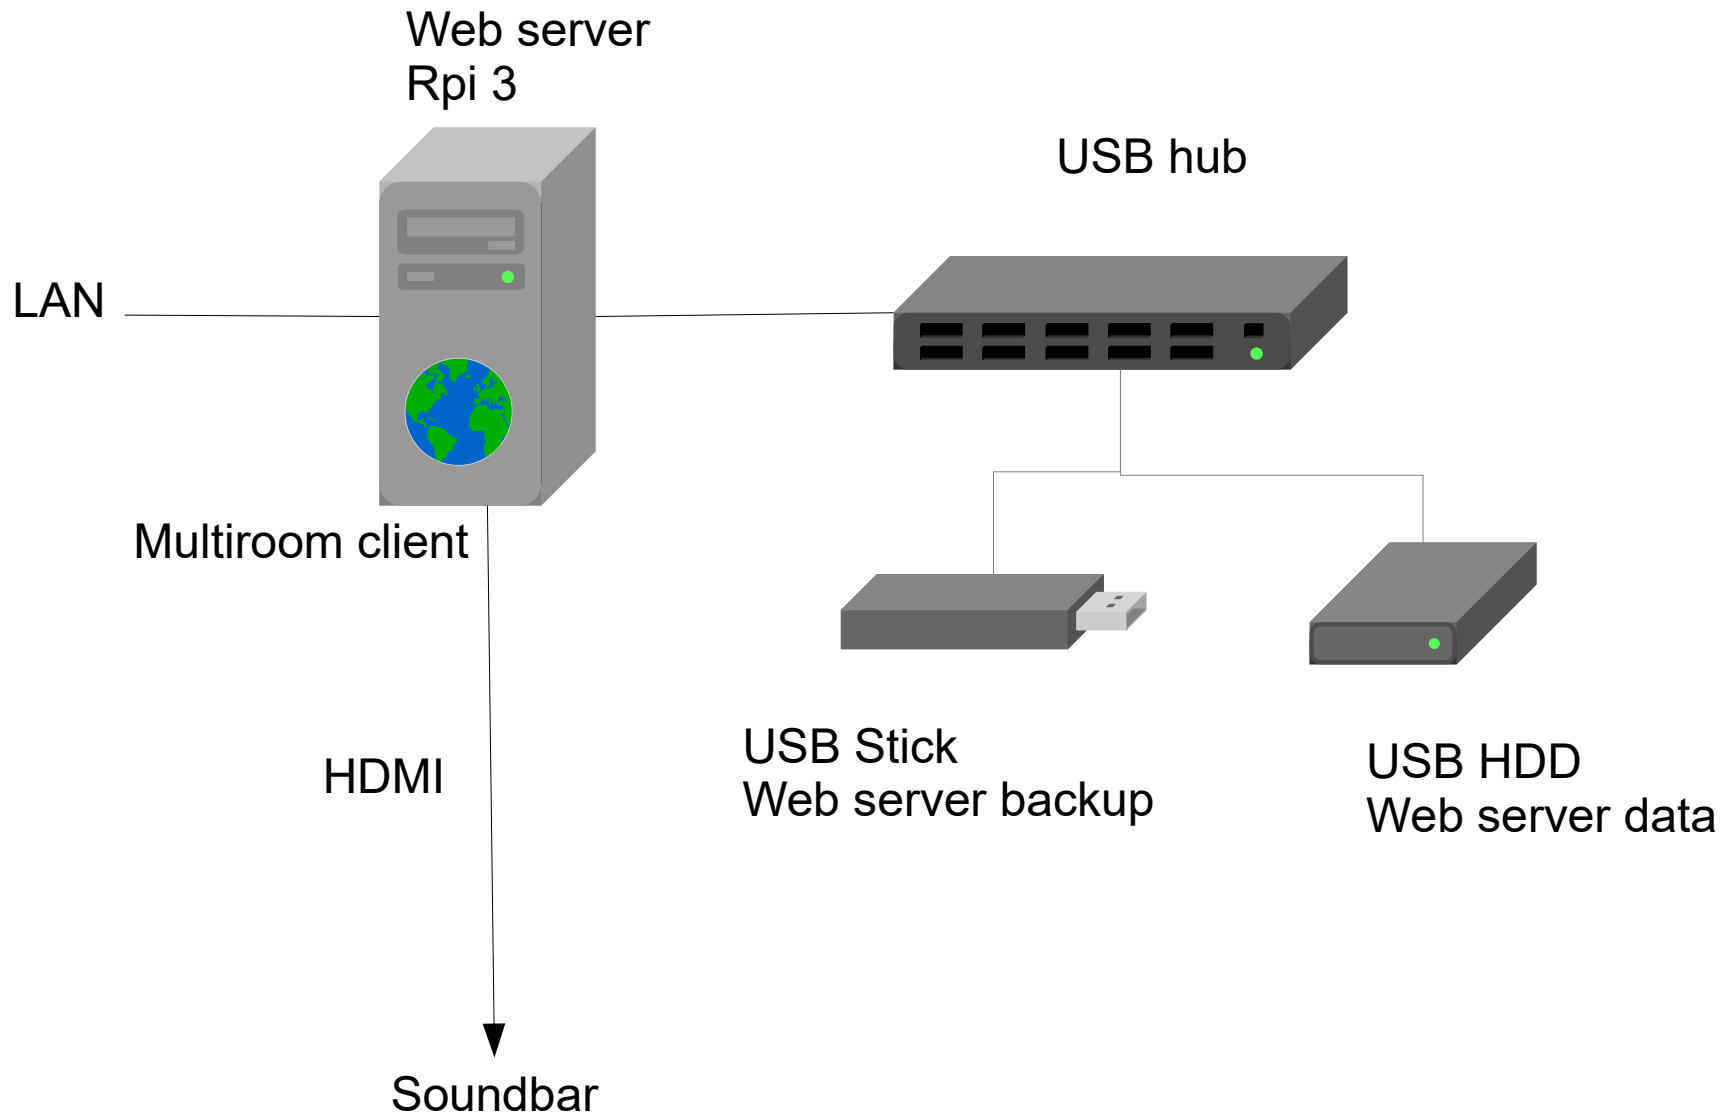 Web server
Rpi 3
USB hub
LAN
Multiroom client
HDMI
USB Stick
Web server backup
USB HDD
Web server data
Soundbar